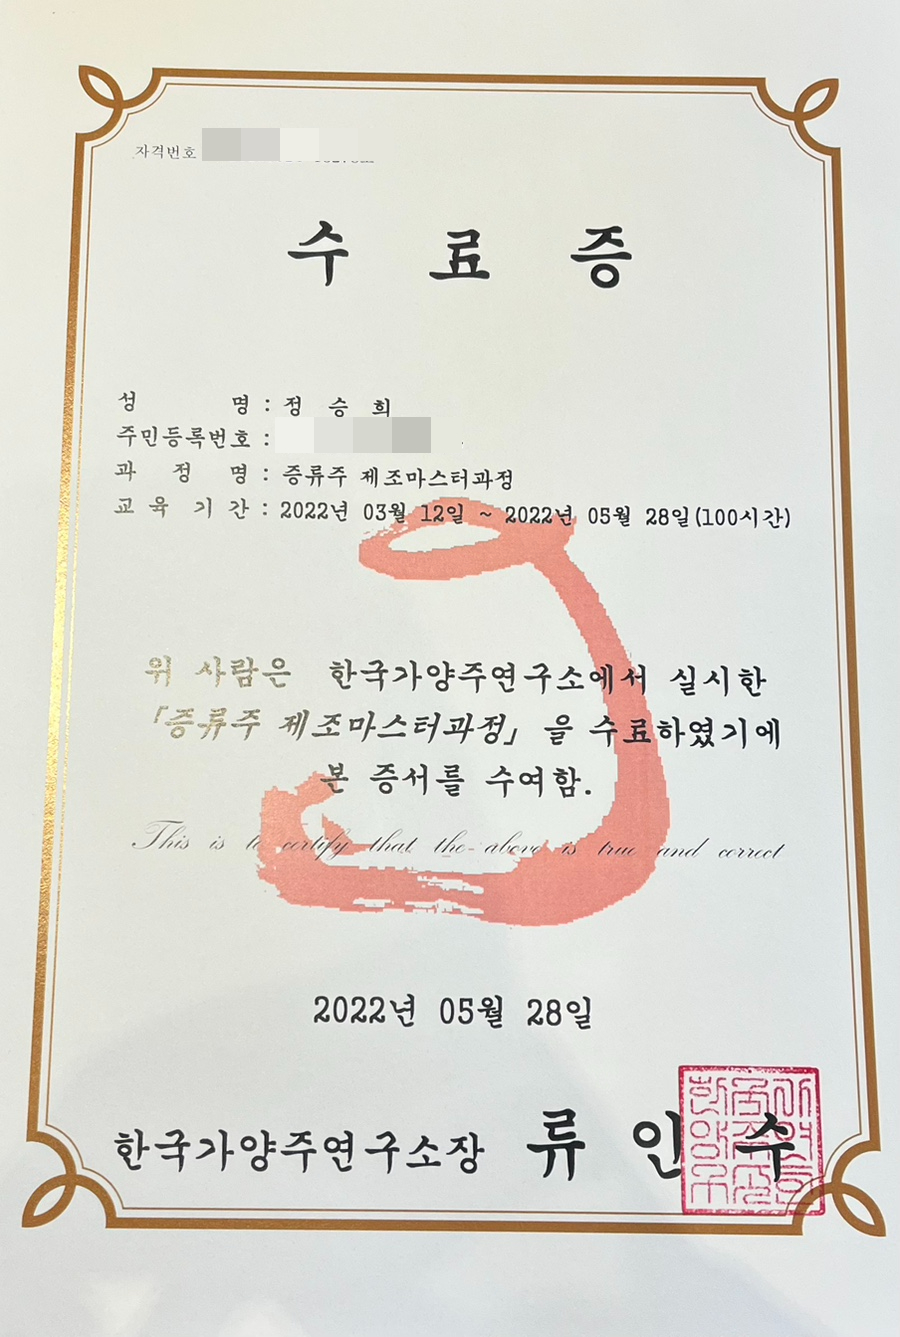 자격번호
수 료 증
성 명 : 정 승 희
주민등록번호 :
과 정 명 : 증류주 제조마스터과정
교 육 기 간 : 2022년 03월 12일 ~ 2022년 05월 28일(100시간)
위 사람은 한국가양주연구소에서 실시한
「증류주 제조마스터과정」 을 수료하였기에
본 증서를 수여함.
This is to certify that the above is true and correct
2022년 05월 28일
한국가양주연구소장 류 인 수